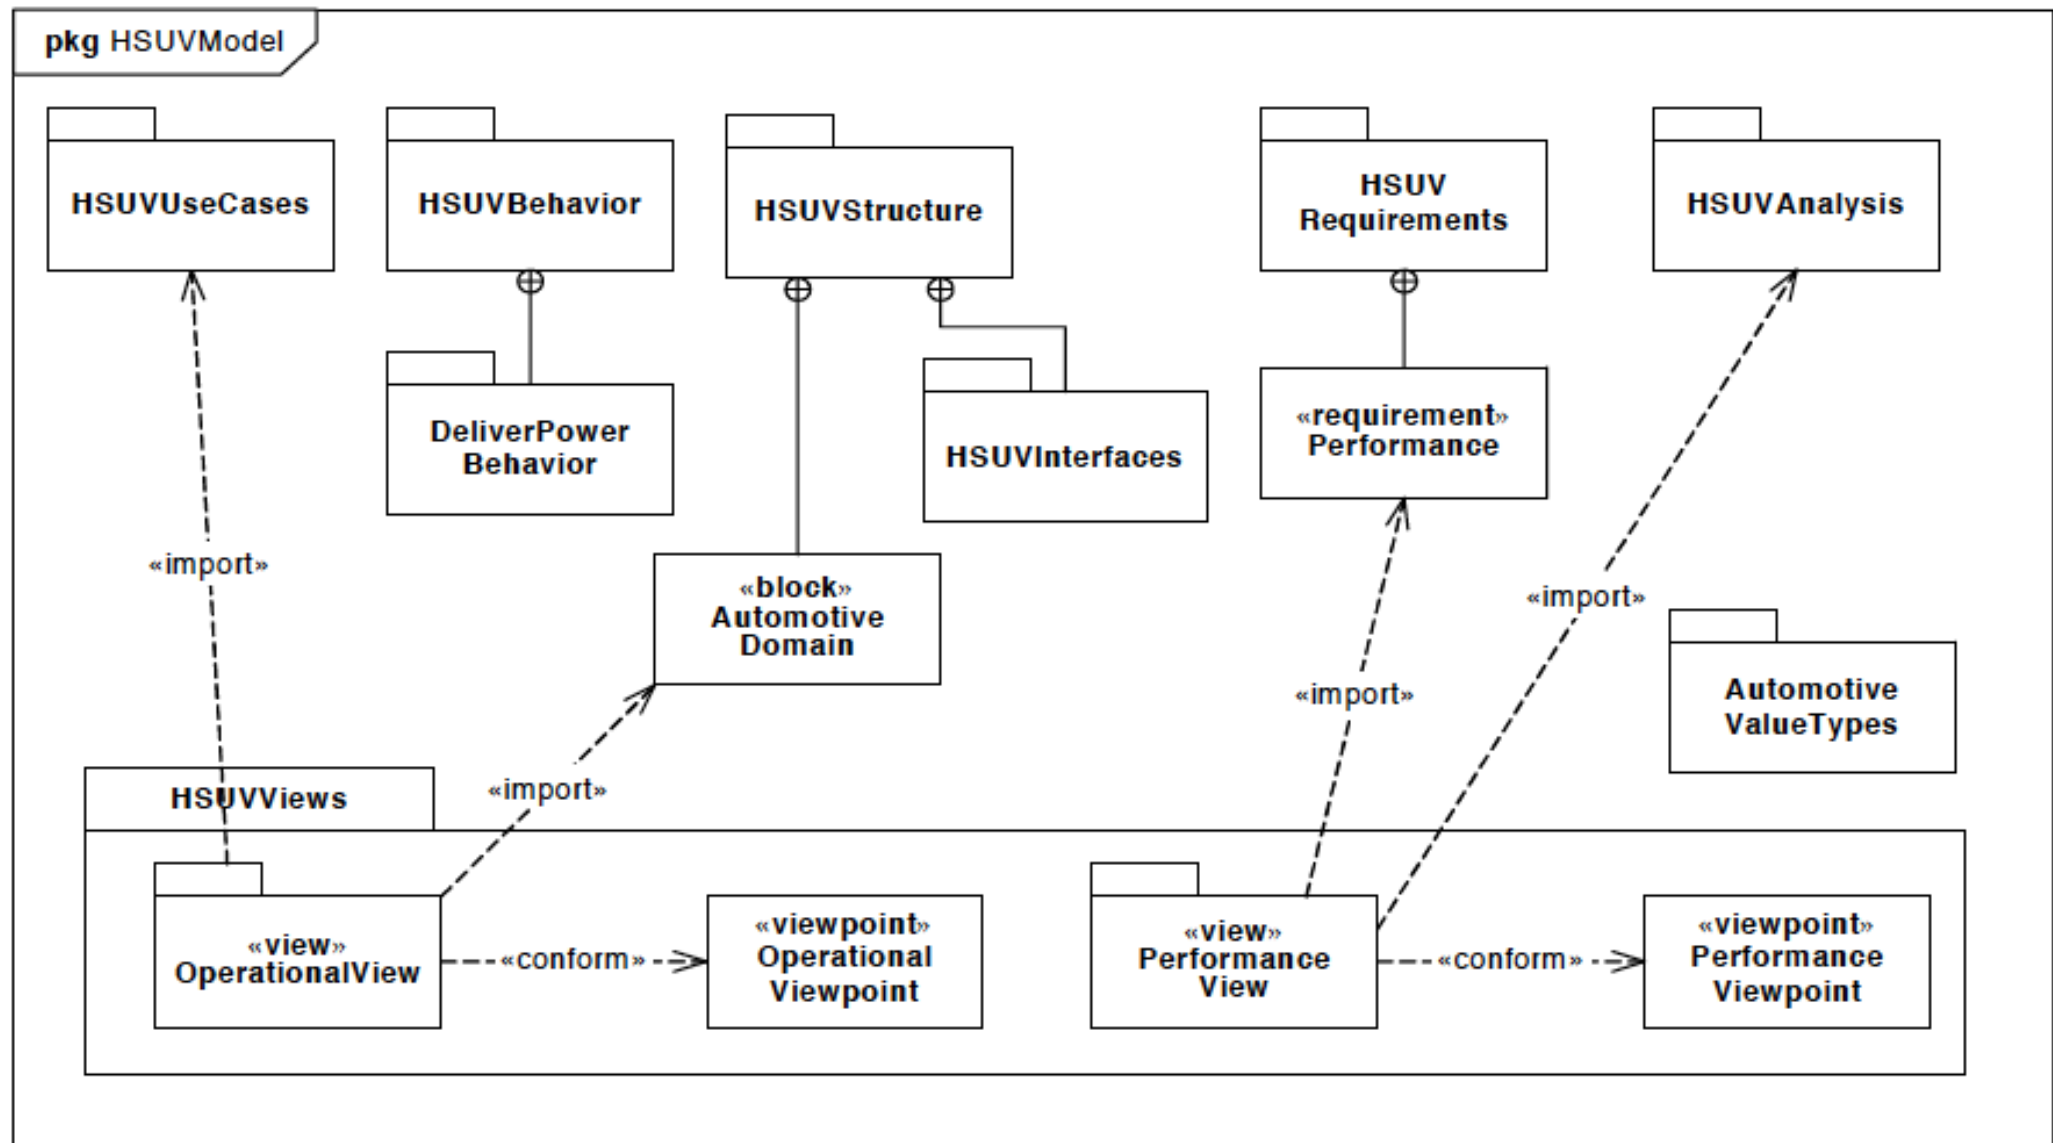 pkg HSUVModel
HSUVUseCases
HSUVBehavior
HSUVStructure
HSUV
Requirements
HSUVAnalysis
DeliverPower
Behavior
HSUVInterfaces
«requirement»
Performance
«import»
«block»
Automotive
Domain
«import»
«import»
Automotive
ValueTypes
«import»
HSUVViews
«view»
OperationalView
«conform»
«viewpoint»
Operational
Viewpoint
«view»
Performance
View
«conform»
«viewpoint»
Performance
Viewpoint